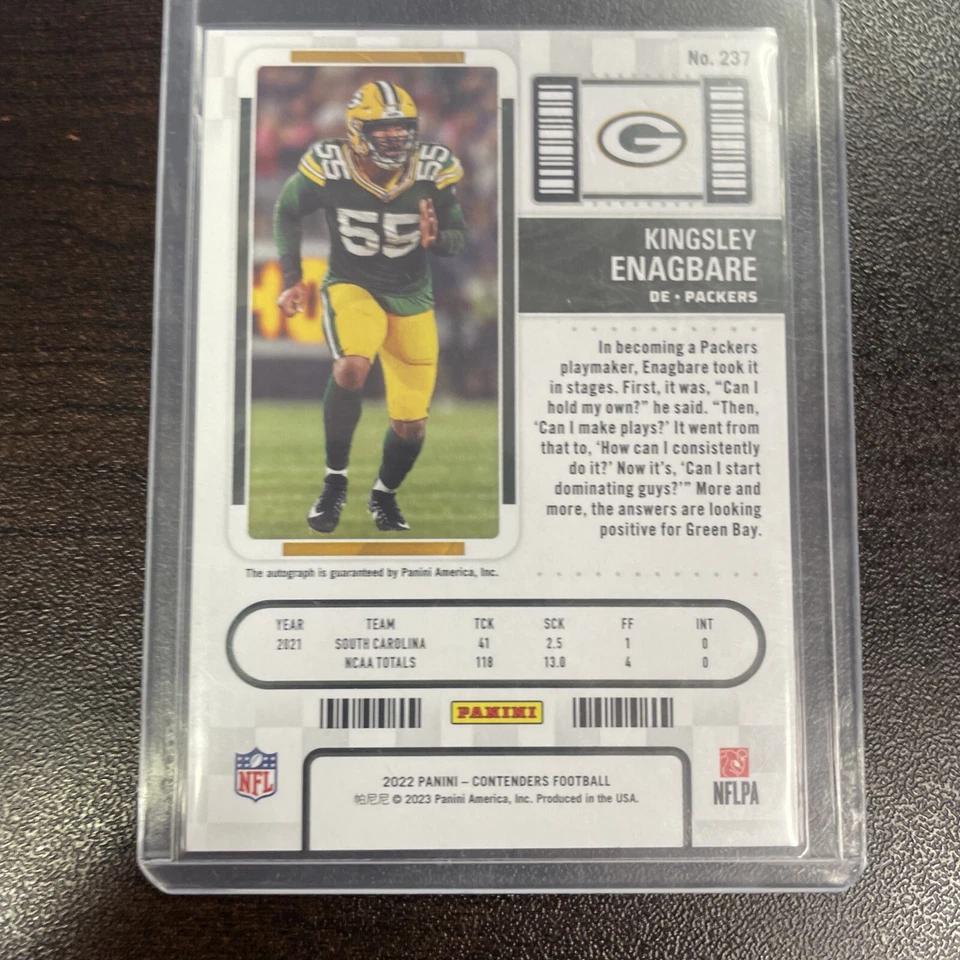 No. 237
G
KINGSLEY
ENAGBARE
DE • PACKERS
55
55
55
In becoming a Packers
playmaker, Enagbare took it
in stages. First, it was, “Can I
hold my own?” he said. “Then,
‘Can I make plays?’ It went from
that to, ‘How can I consistently
do it?’ Now it’s, ‘Can I start
dominating guys?’” More and
more, the answers are looking
positive for Green Bay.
The autograph is guaranteed by Panini America, Inc.
YEAR TEAM TCK SCK FF INT
2021 SOUTH CAROLINA 41 2.5 1 0
NCAA TOTALS 118 13.0 4 0
PANINI
NFL
NFLPA
2022 PANINI – CONTENDERS FOOTBALL
帕尼尼 © 2023 Panini America, Inc. Produced in the USA.